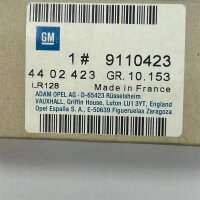 GM
1 # 9110423
44 02 423 GR. 10.153
LR128 Made in France
ADAM OPEL AG · D-65423 Rüsselsheim
VAUXHALL, Griffin House, Luton LU1 3YT, England
Opel España S. A., E-50639 Figueruelas Zaragoza